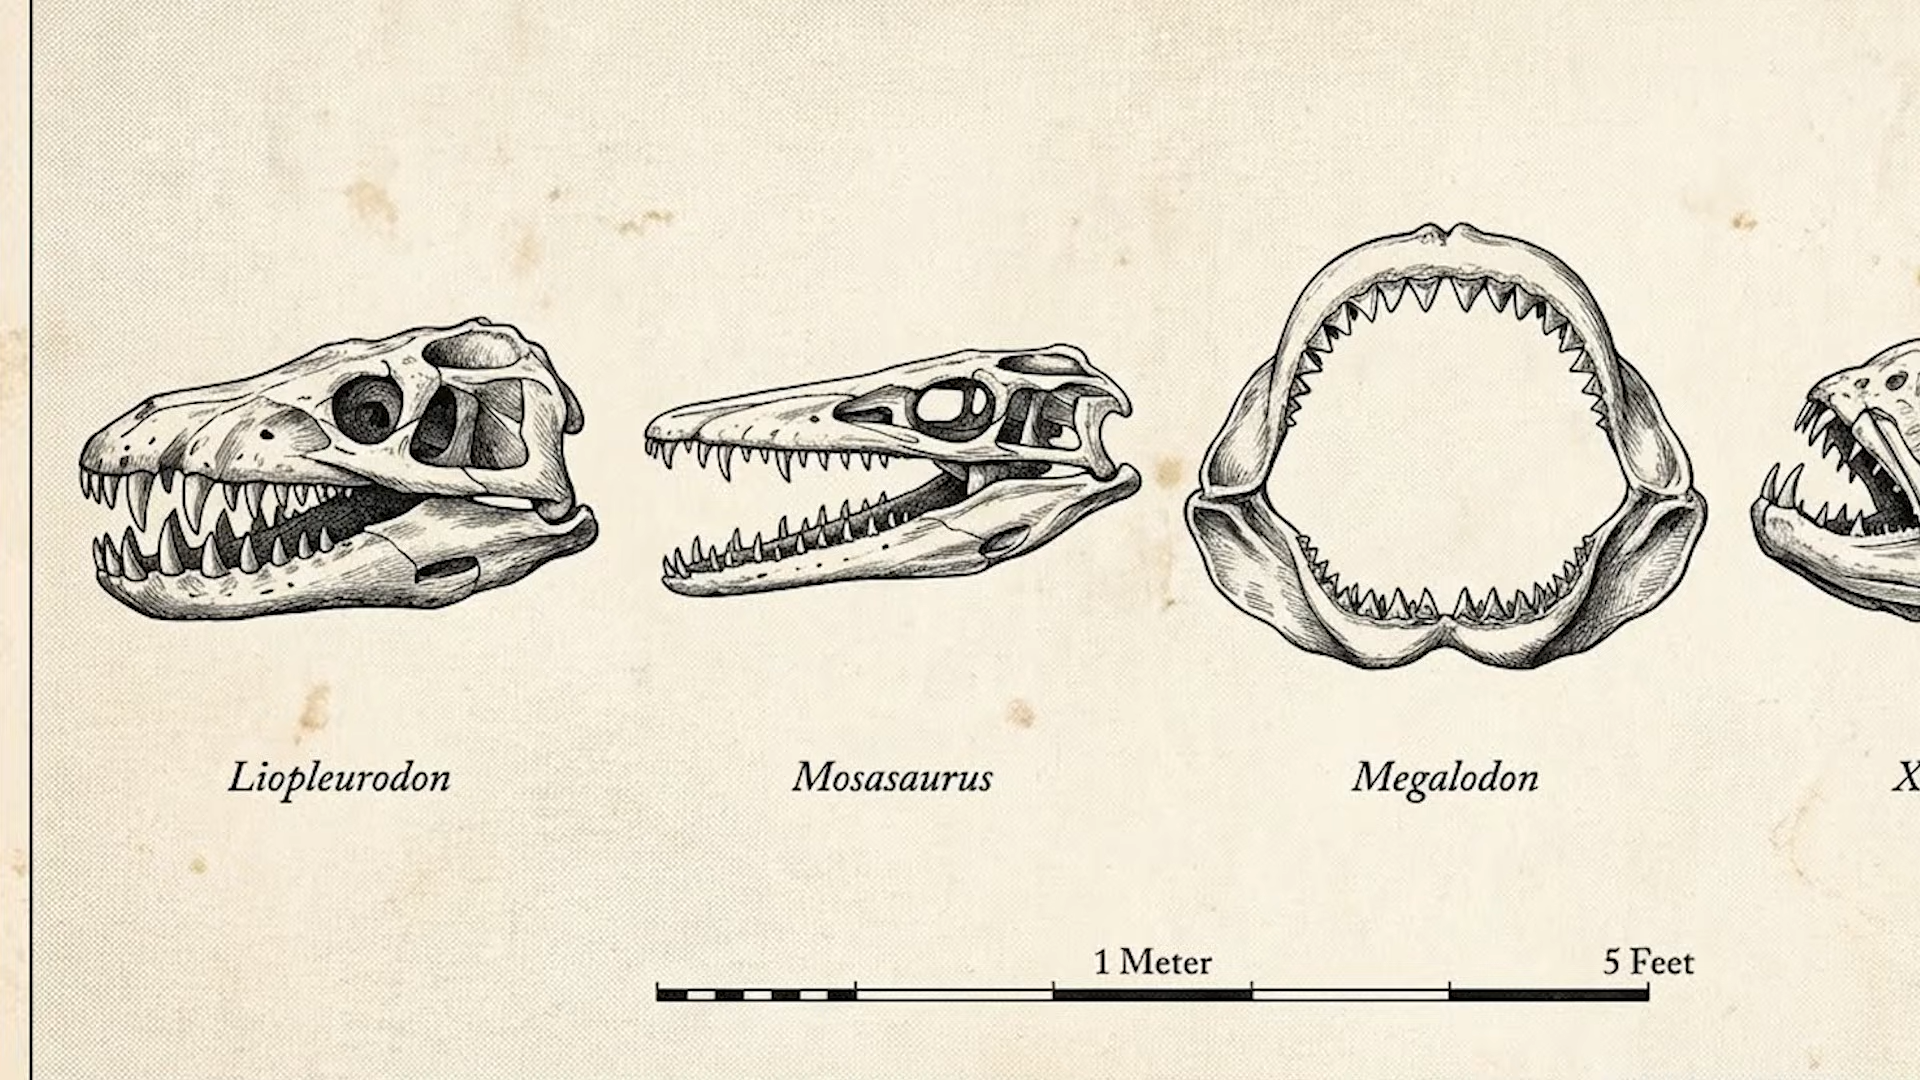 Liopleurodon
Mosasaurus
Megalodon
X
1 Meter
5 Feet